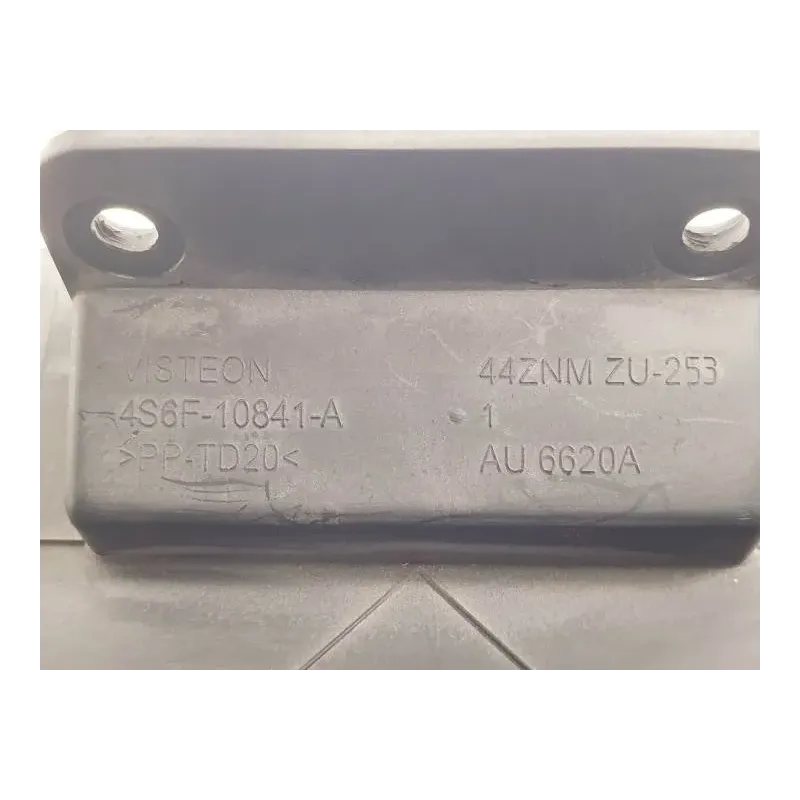 VISTEON
4S6F-10841-A
>PP-TD20<
44ZNM ZU-253
1
AU 6620A